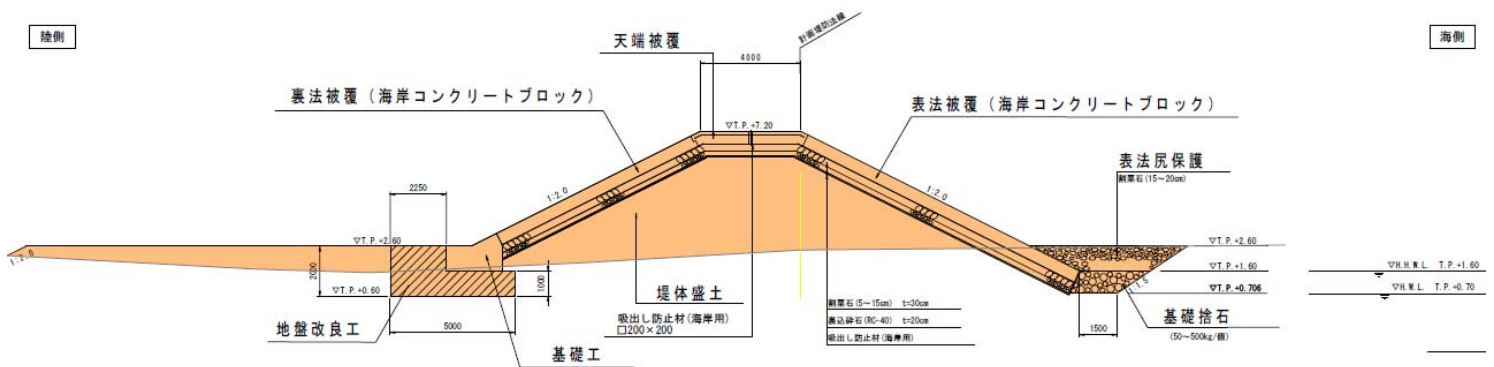 陸側
海側
天端被覆
計画堤防法線
4000
裏法被覆（海岸コンクリートブロック）
表法被覆（海岸コンクリートブロック）
▽T.P.+7.20
表法尻保護
割栗石(15～20cm)
2250
1:2.0
1:2.0
▽T.P.+2.60
▽T.P.+2.60
1:2.0
2000
▽T.P.+1.60
▽H.H.W.L. T.P.+1.60
1000
▽T.P.+0.60
▽T.P.+0.706
▽H.W.L. T.P.+0.70
1:1.5
堤体盛土
割栗石(5～15cm) t=30cm
裏込砕石(RC-40) t=20cm
吸出し防止材(海岸用)
吸出し防止材(海岸用)
□200×200
5000
1500
地盤改良工
基礎工
基礎捨石
(50～500kg/個)